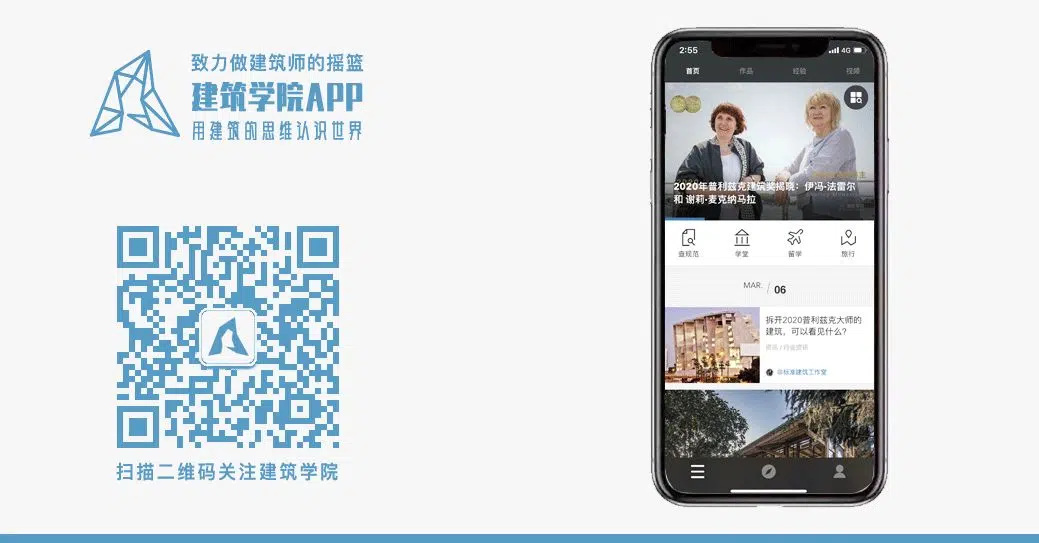 致力做建筑师的摇篮
建筑学院APP
用建筑的思维认识世界
扫描二维码关注建筑学院
2:55
4G
首页
作品
经验
视频
2020年普利兹克建筑奖揭晓：伊冯·法雷尔
和 谢莉·麦克纳马拉
查规范
学堂
留学
旅行
MAR. / 06
拆开2020普利兹克大师的
建筑，可以看见什么？
@标准建筑工作室